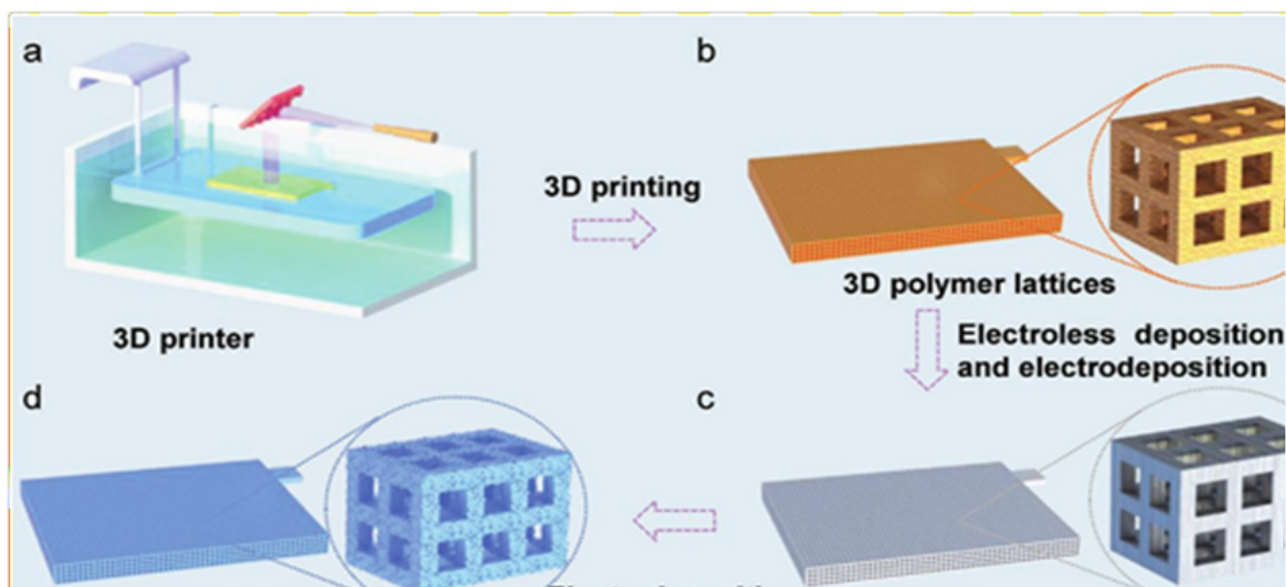 a
b
3D printing
3D polymer lattices
3D printer
Electroless deposition
and electrodeposition
d
c